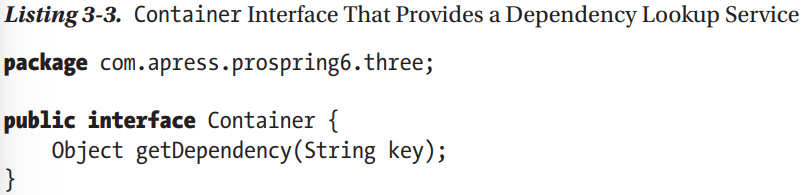 Listing 3-3. Container Interface That Provides a Dependency Lookup Service
package com.apress.prospring6.three;
public interface Container {
    Object getDependency(String key);
}